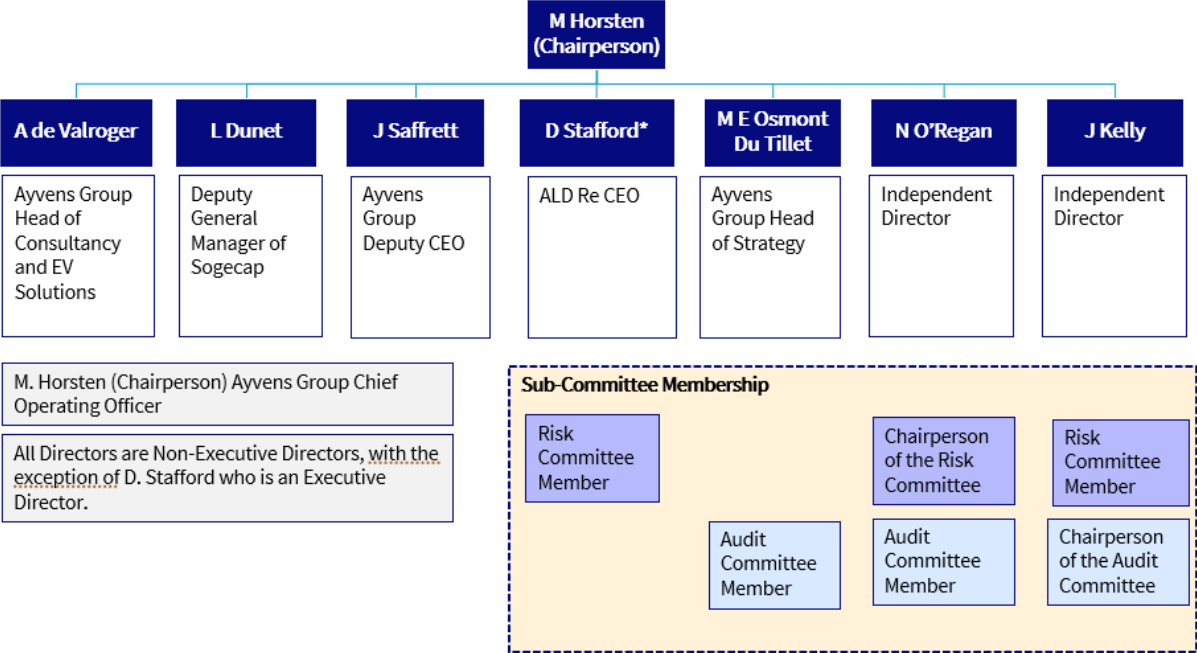 M Horsten
(Chairperson)
A de Valroger
L Dunet
J Saffrett
D Stafford*
M E Osmont
Du Tillet
N O’Regan
J Kelly
Ayvens Group
Head of
Consultancy
and EV
Solutions
Deputy
General
Manager of
Sogecap
Ayvens
Group
Deputy CEO
ALD Re CEO
Ayvens
Group Head
of Strategy
Independent
Director
Independent
Director
M. Horsten (Chairperson) Ayvens Group Chief
Operating Officer
All Directors are Non-Executive Directors, with the
exception of D. Stafford who is an Executive
Director.
Sub-Committee Membership
Risk
Committee
Member
Chairperson
of the Risk
Committee
Risk
Committee
Member
Audit
Committee
Member
Audit
Committee
Member
Chairperson
of the Audit
Committee